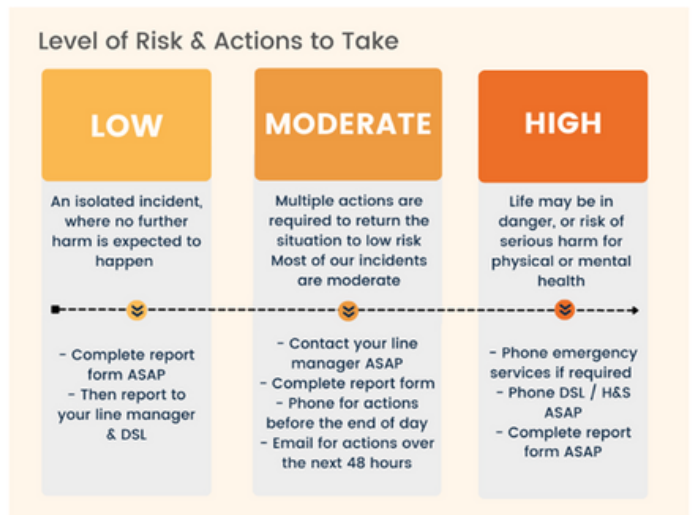 Level of Risk & Actions to Take
LOW
An isolated incident,
where no further
harm is expected to
happen
- Complete report
form ASAP
- Then report to
your line manager
& DSL
MODERATE
Multiple actions are
required to return the
situation to low risk
Most of our incidents
are moderate
- Contact your line
manager ASAP
- Complete report form
- Phone for actions
before the end of day
- Email for actions over
the next 48 hours
HIGH
Life may be in
danger, or risk of
serious harm for
physical or mental
health
- Phone emergency
services if required
- Phone DSL / H&S
ASAP
- Complete report
form ASAP